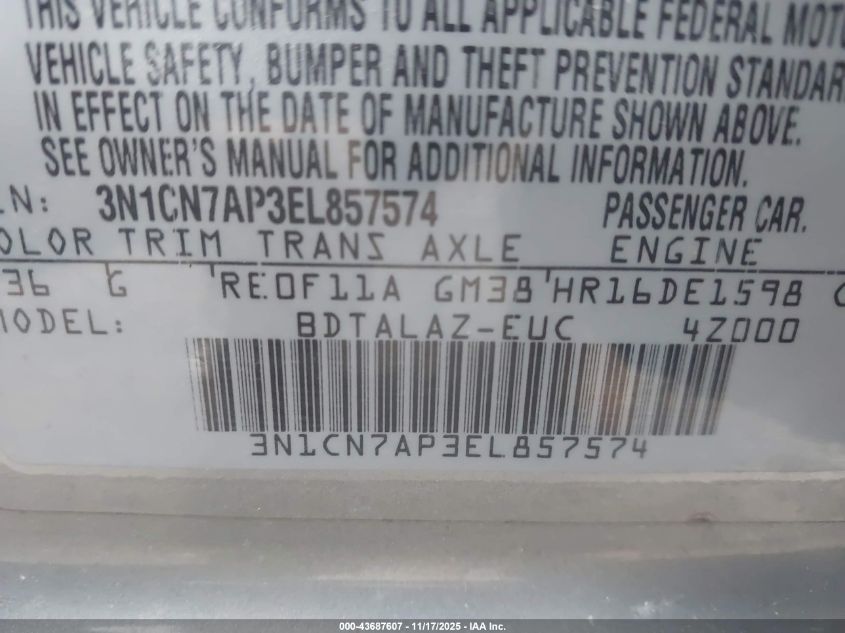 THIS VEHICLE CONFORMS TO ALL APPLICABLE FEDERAL MOTO
VEHICLE SAFETY, BUMPER AND THEFT PREVENTION STANDAR
IN EFFECT ON THE DATE OF MANUFACTURE SHOWN ABOVE.
SEE OWNER'S MANUAL FOR ADDITIONAL INFORMATION.
.N: 3N1CN7AP3EL857574 PASSENGER CAR.
OLOR TRIM TRANS AXLE ENGINE
36 G RE0F11A GM38 HR16DE1598
MODEL: BDTALAZ-EUC 4Z000
3N1CN7AP3EL857574
000-43687607 - 11/17/2025 - IAA Inc.